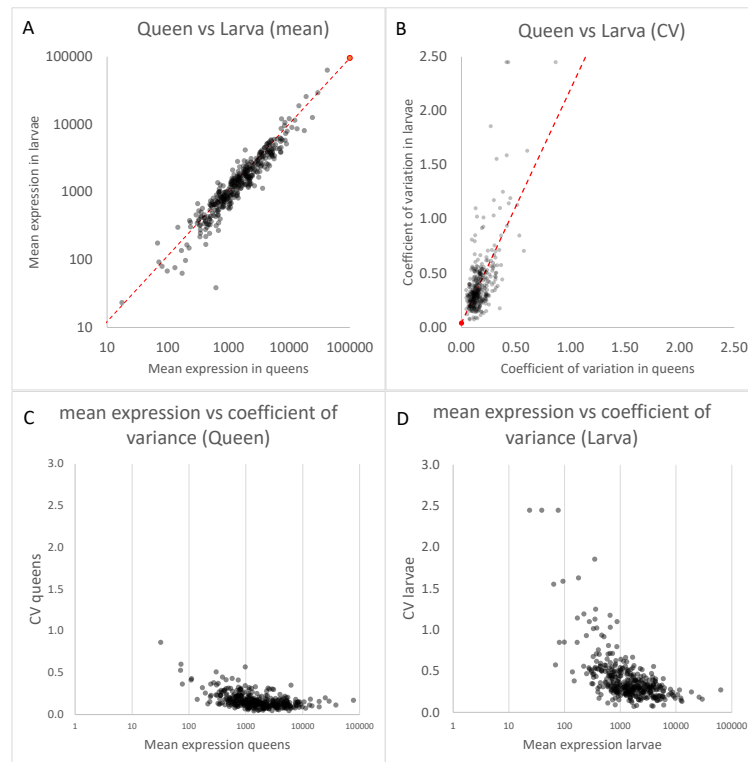 A
Queen vs Larva (mean)
Mean expression in larvae
100000
10000
1000
100
10
10
100
1000
10000
100000
Mean expression in queens
B
Queen vs Larva (CV)
Coefficient of variation in larvae
2.50
2.00
1.50
1.00
0.50
0.00
0.00
0.50
1.00
1.50
2.00
2.50
Coefficient of variation in queens
C
mean expression vs coefficient of
variance (Queen)
CV queens
3.0
2.5
2.0
1.5
1.0
0.5
0.0
1
10
100
1000
10000
100000
Mean expression queens
D
mean expression vs coefficient of
variance (Larva)
CV larvae
3.0
2.5
2.0
1.5
1.0
0.5
0.0
1
10
100
1000
10000
100000
Mean expression larvae